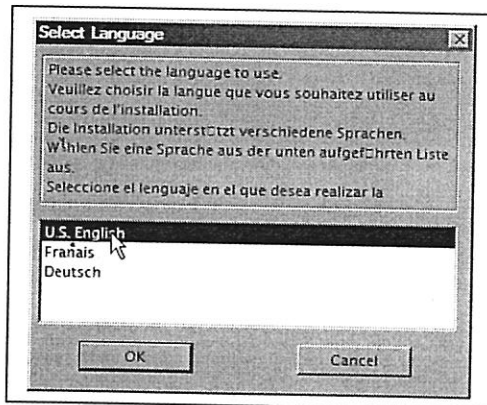 Select Language
Please select the language to use.
Veuillez choisir la langue que vous souhaitez utiliser au
cours de l'installation.
Die Installation unterst□tzt verschiedene Sprachen.
W□hlen Sie eine Sprache aus der unten aufgef□hrten Liste
aus.
Seleccione el lenguaje en el que desea realizar la
U.S. English
Frañais
Deutsch
OK
Cancel